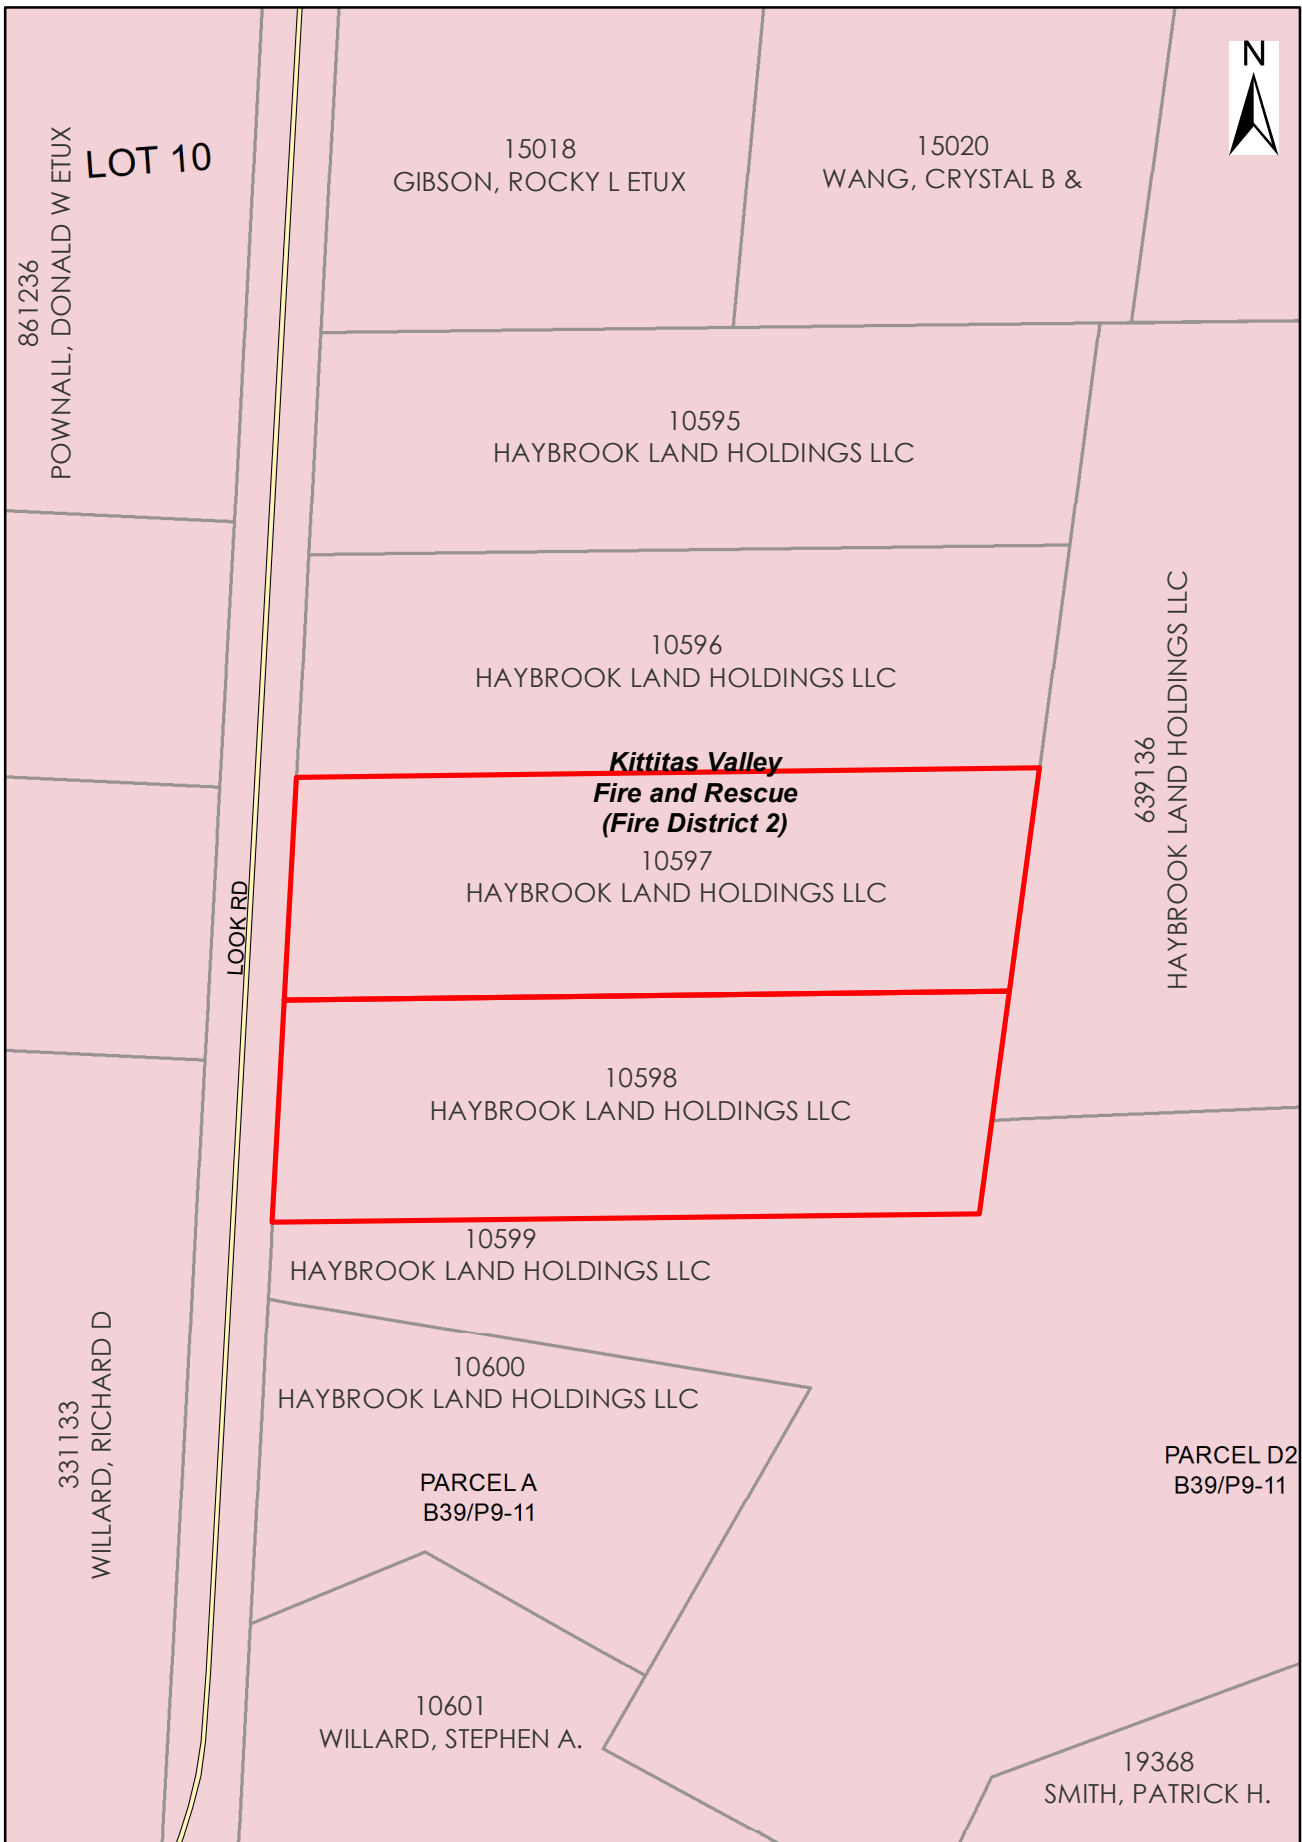 N
861236
POWNALL, DONALD W ETUX
LOT 10
15018
GIBSON, ROCKY L ETUX
15020
WANG, CRYSTAL B &
10595
HAYBROOK LAND HOLDINGS LLC
10596
HAYBROOK LAND HOLDINGS LLC
639136
HAYBROOK LAND HOLDINGS LLC
Kittitas Valley
Fire and Rescue
(Fire District 2)
10597
HAYBROOK LAND HOLDINGS LLC
LOOK RD
10598
HAYBROOK LAND HOLDINGS LLC
10599
HAYBROOK LAND HOLDINGS LLC
331133
WILLARD, RICHARD D
10600
HAYBROOK LAND HOLDINGS LLC
PARCEL A
B39/P9-11
PARCEL D2
B39/P9-11
10601
WILLARD, STEPHEN A.
19368
SMITH, PATRICK H.